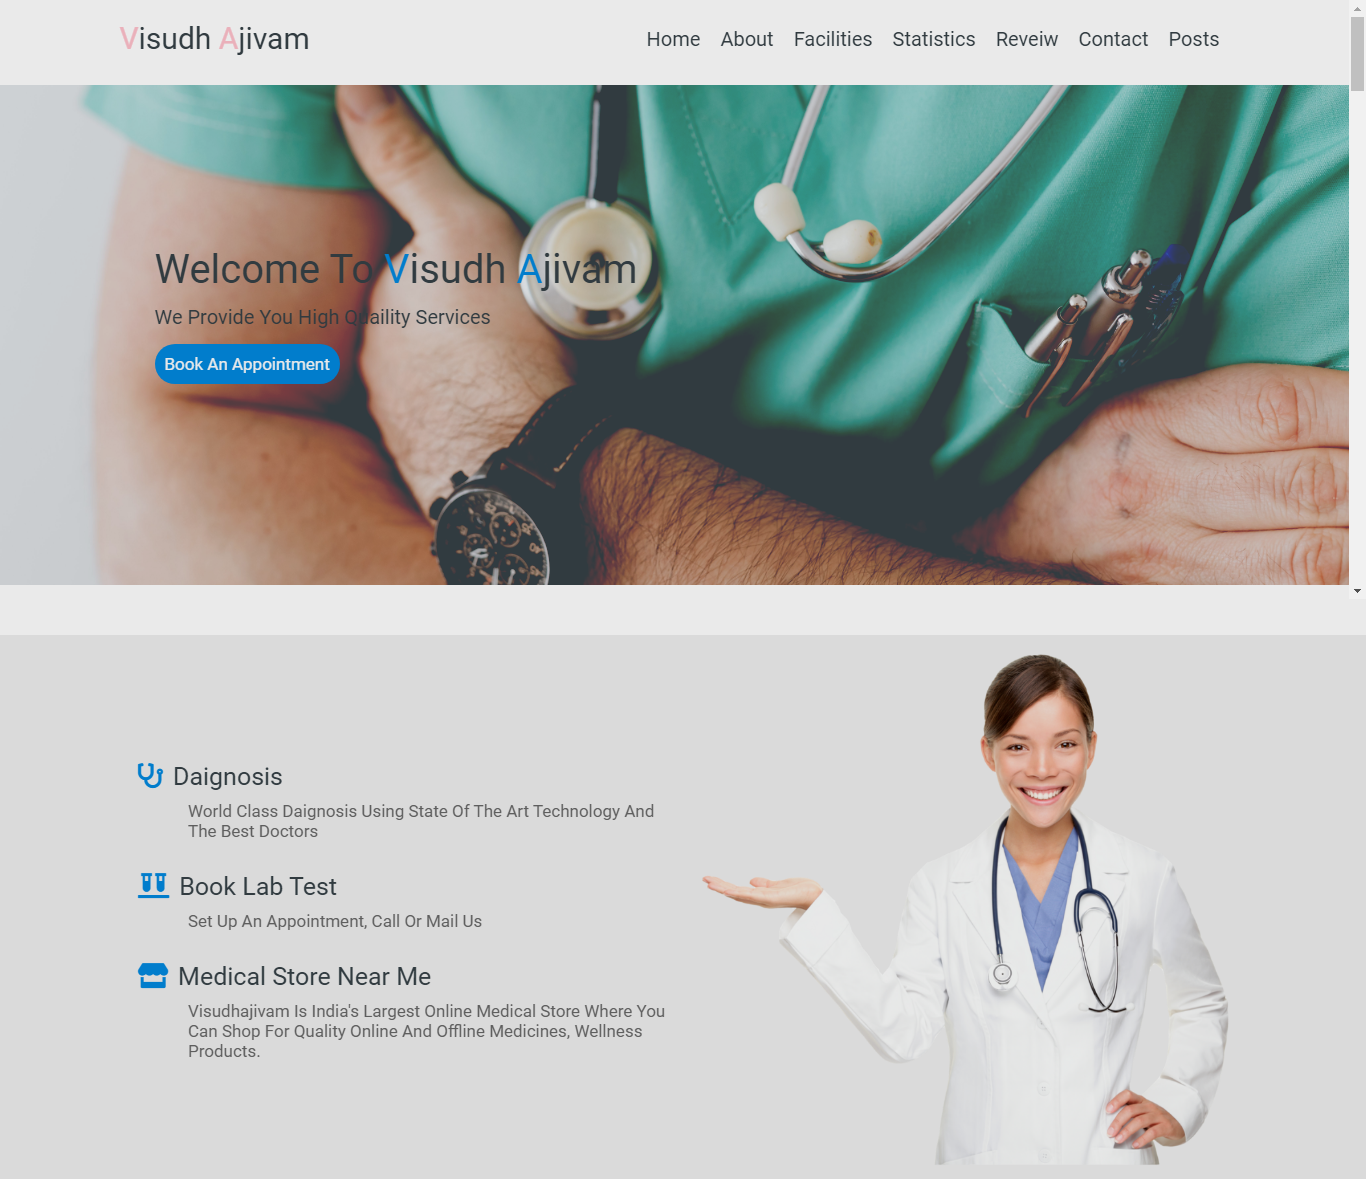 Visudh Ajivam
Home About Facilities Statistics Reveiw Contact Posts
Welcome To Visudh Ajivam
We Provide You High Quaility Services
Book An Appointment
Daignosis
World Class Daignosis Using State Of The Art Technology And
The Best Doctors
Book Lab Test
Set Up An Appointment, Call Or Mail Us
Medical Store Near Me
Visudhajivam Is India's Largest Online Medical Store Where You
Can Shop For Quality Online And Offline Medicines, Wellness
Products.